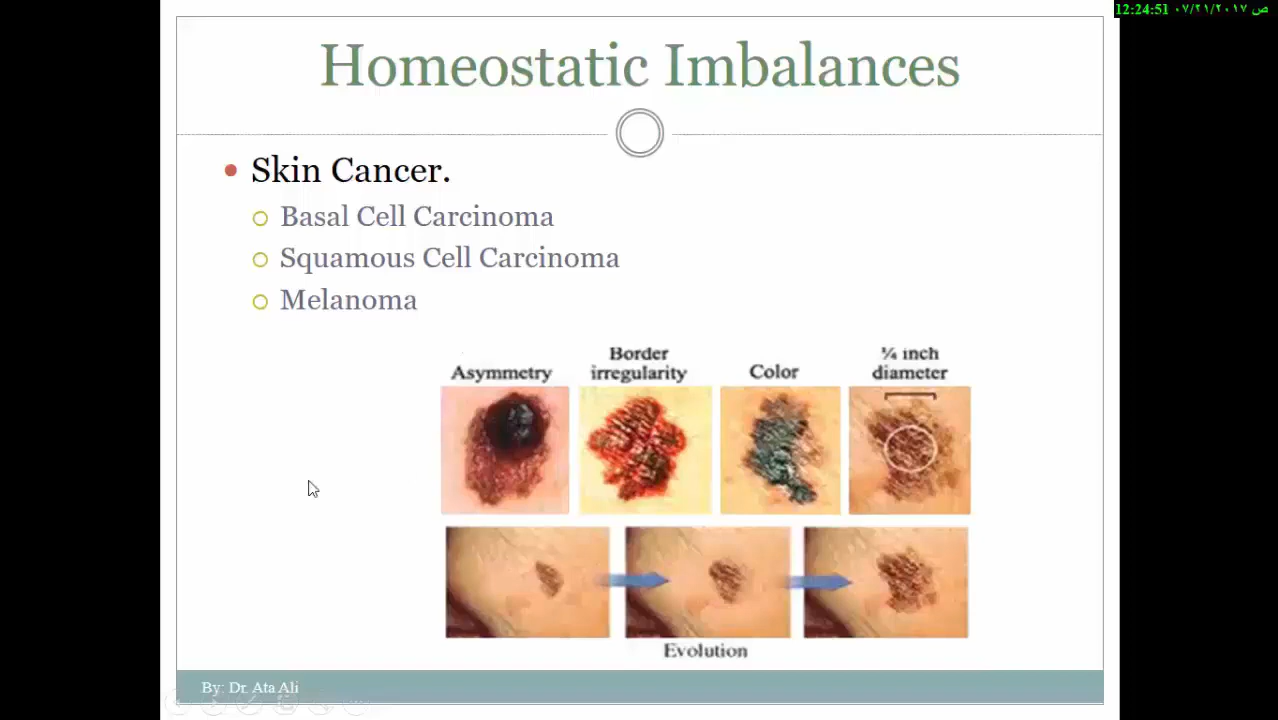 12:24:51 ٠٧/٢١/٢٠١٧ ص
Homeostatic Imbalances
Skin Cancer.
Basal Cell Carcinoma
Squamous Cell Carcinoma
Melanoma
Asymmetry
Border
irregularity
Color
¼ inch
diameter
Evolution
By: Dr. Ata Ali